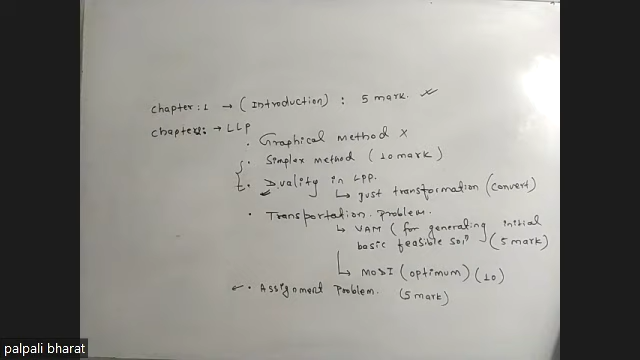 chapter: 1 → (Introduction) : 5 mark.
chapter 2: → LLP
• Graphical method ×
• Simplex method (10 mark)
• Duality in LPP.
↳ just transformation (convert)
• Transportation problem.
↳ VAM (for generating initial
basic feasible sol? (5 mark)
↳ MODI (optimum) (10)
• Assignment problem. (5 mark)
palpali bharat